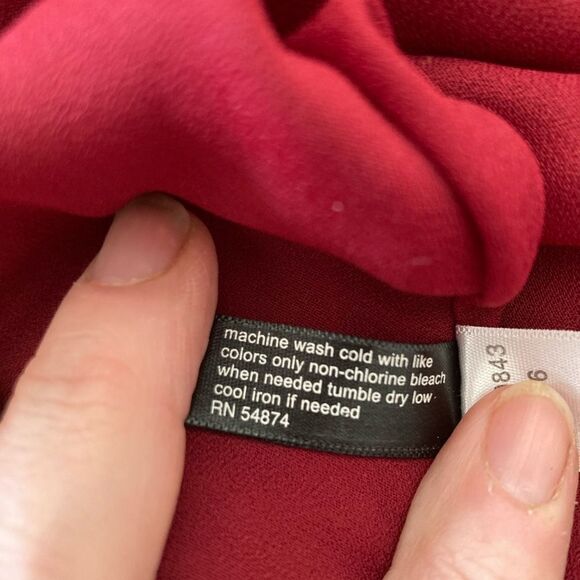 machine wash cold with like
colors only non-chlorine bleach
when needed tumble dry low
cool iron if needed
RN 54874